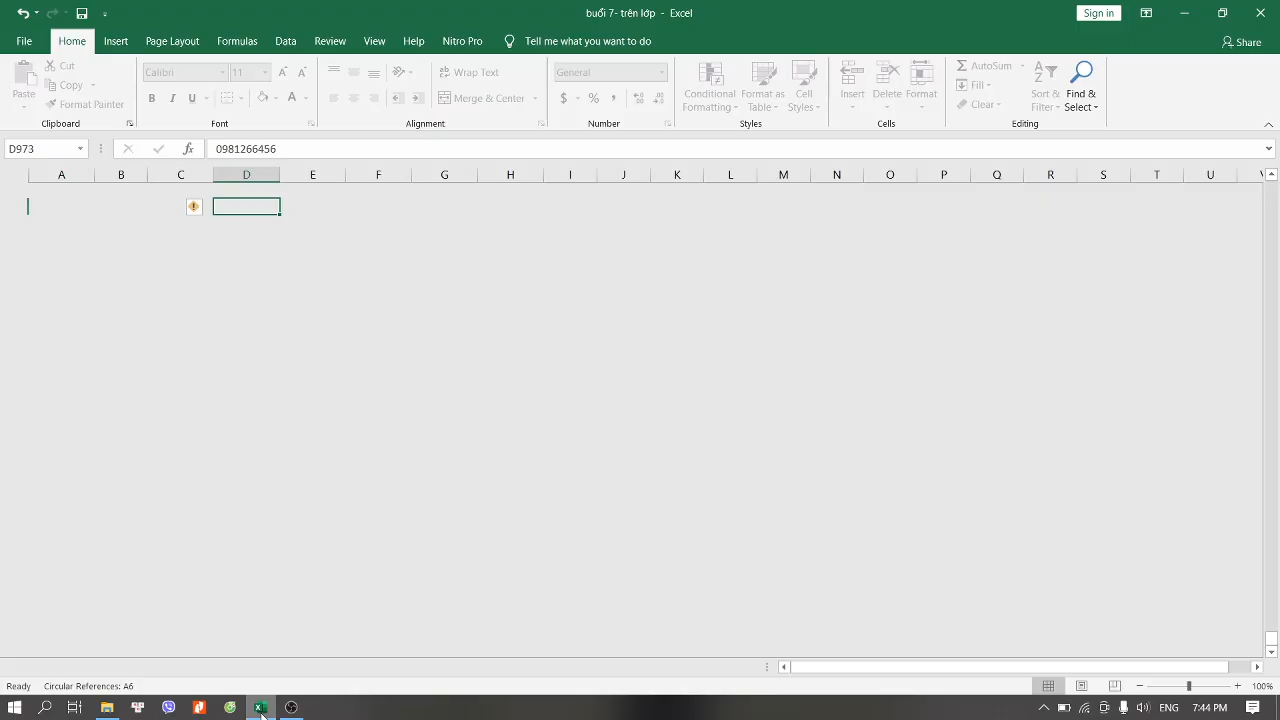 buổi 7- trên lớp - Excel
Sign in
File Home Insert Page Layout Formulas Data Review View Help Nitro Pro Tell me what you want to do Share
Paste
Cut
Copy
Format Painter
Clipboard
Calibri 11
B I U
Font
Wrap Text
Merge & Center
Alignment
General
$ % ,
Number
Conditional Formatting
Format as Table
Cell Styles
Styles
Insert
Delete
Format
Cells
AutoSum
Fill
Clear
Sort & Filter
Find & Select
Editing
D973 fx 0981266456
A B C D E F G H I J K L M N O P Q R S T U
Ready Circular References: A6 100%
ENG 7:44 PM